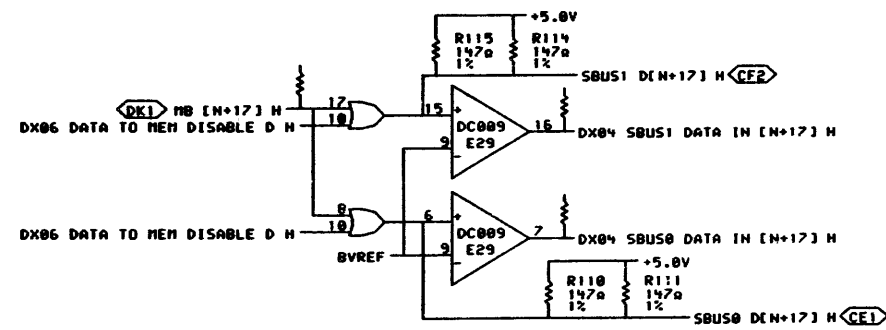 +5.0V
R115 R114
147Ω 147Ω
1% 1%
SBUS1 D[N+17] H CF2
DK1 MB [N+17] H 17
DX06 DATA TO MEM DISABLE D H 10
15 + 16 DX04 SBUS1 DATA IN [N+17] H
DC009
9 E29
-
8
DX06 DATA TO MEM DISABLE D H 10
6 + 7 DX04 SBUS0 DATA IN [N+17] H
DC009
BVREF 9 - E29
+5.0V
R110 R111
147Ω 147Ω
1% 1%
SBUS0 D[N+17] H CE1